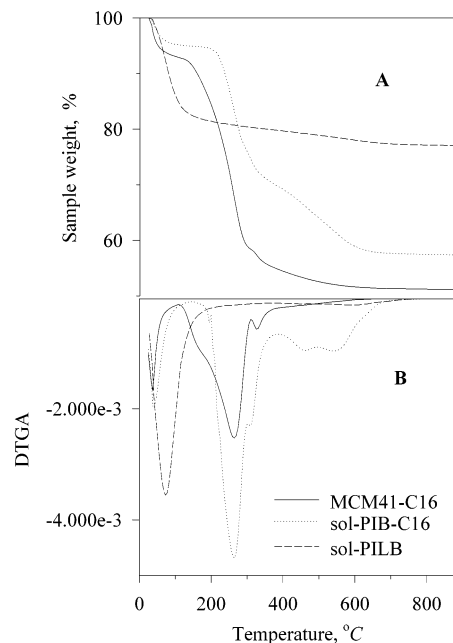 100
A
Sample weight, %
80
60
B
-2.000e-3
DTGA
-4.000e-3
MCM41-C16
sol-PIB-C16
sol-PILB
0 200 400 600 800
Temperature, °C